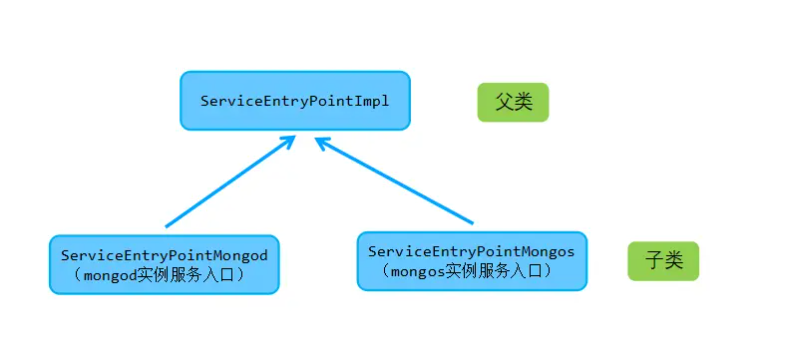 ServiceEntryPointImpl
父类
ServiceEntryPointMongod
（mongod实例服务入口）
ServiceEntryPointMongos
（mongos实例服务入口）
子类